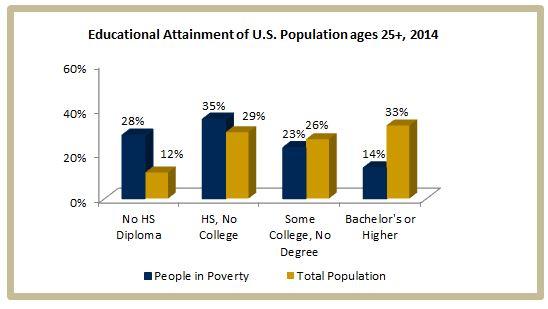 Educational Attainment of U.S. Population ages 25+, 2014
60%
40%
20%
0%
28%
12%
35%
29%
23%
26%
14%
33%
No HS
Diploma
HS, No
College
Some
College, No
Degree
Bachelor's or
Higher
People in Poverty
Total Population